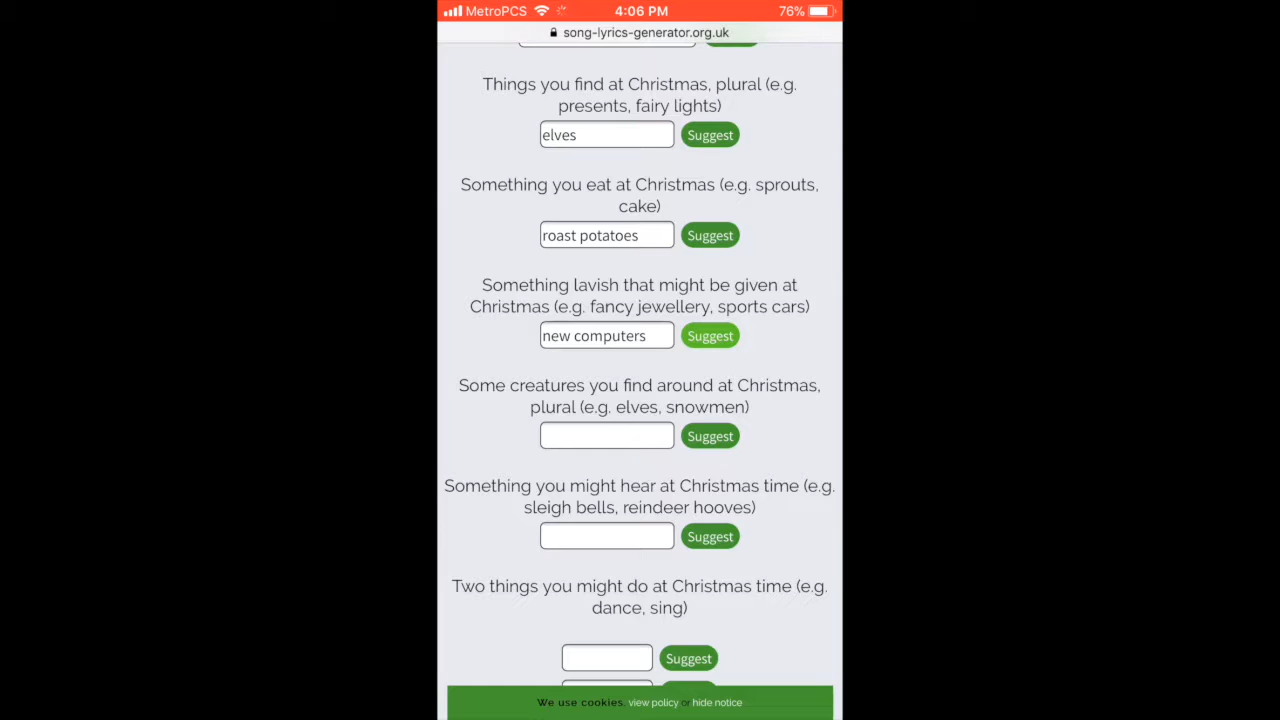 MetroPCS 4:06 PM 76%
song-lyrics-generator.org.uk
Things you find at Christmas, plural (e.g.
presents, fairy lights)
elves Suggest
Something you eat at Christmas (e.g. sprouts,
cake)
roast potatoes Suggest
Something lavish that might be given at
Christmas (e.g. fancy jewellery, sports cars)
new computers Suggest
Some creatures you find around at Christmas,
plural (e.g. elves, snowmen)
Suggest
Something you might hear at Christmas time (e.g.
sleigh bells, reindeer hooves)
Suggest
Two things you might do at Christmas time (e.g.
dance, sing)
Suggest
We use cookies, view policy or hide notice